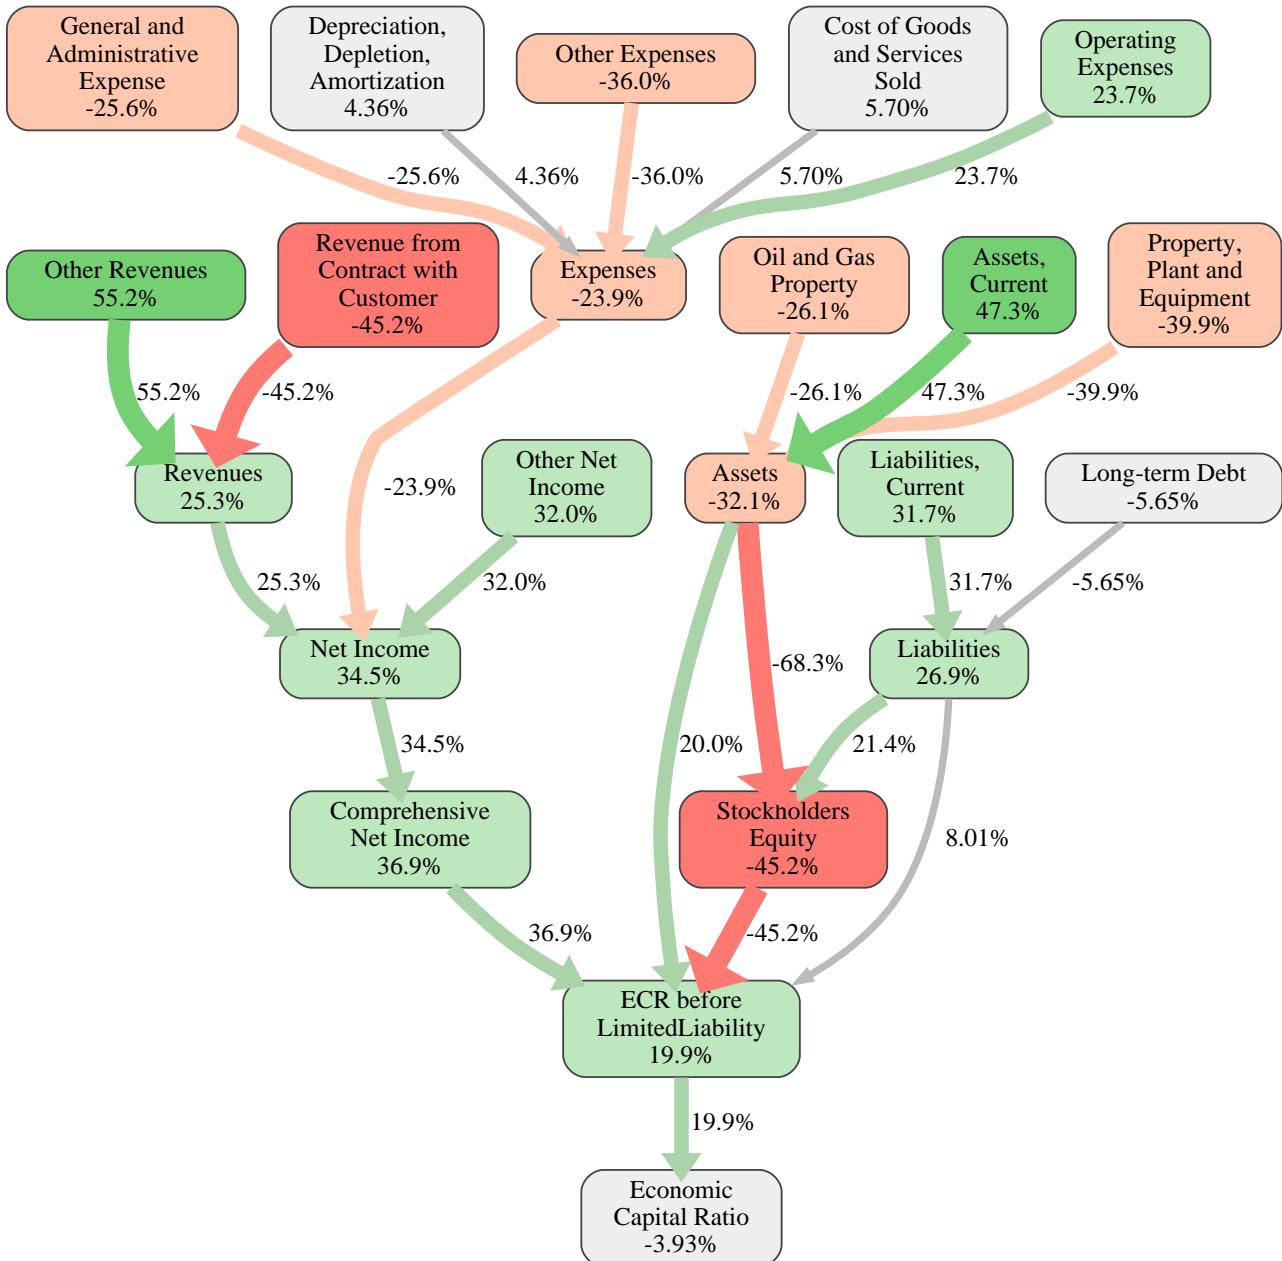 General and
Administrative
Expense
-25.6%
Depreciation,
Depletion,
Amortization
4.36%
Other Expenses
-36.0%
Cost of Goods
and Services
Sold
5.70%
Operating
Expenses
23.7%
-25.6%
4.36%
-36.0%
5.70%
23.7%
Other Revenues
55.2%
Revenue from
Contract with
Customer
-45.2%
Expenses
-23.9%
Oil and Gas
Property
-26.1%
Assets,
Current
47.3%
Property,
Plant and
Equipment
-39.9%
55.2%
-45.2%
-26.1%
47.3%
-39.9%
Revenues
25.3%
-23.9%
Other Net
Income
32.0%
Assets
-32.1%
Liabilities,
Current
31.7%
Long-term Debt
-5.65%
25.3%
32.0%
31.7%
-5.65%
Net Income
34.5%
-68.3%
Liabilities
26.9%
34.5%
20.0%
21.4%
Comprehensive
Net Income
36.9%
Stockholders
Equity
-45.2%
8.01%
36.9%
-45.2%
ECR before
LimitedLiability
19.9%
19.9%
Economic
Capital Ratio
-3.93%